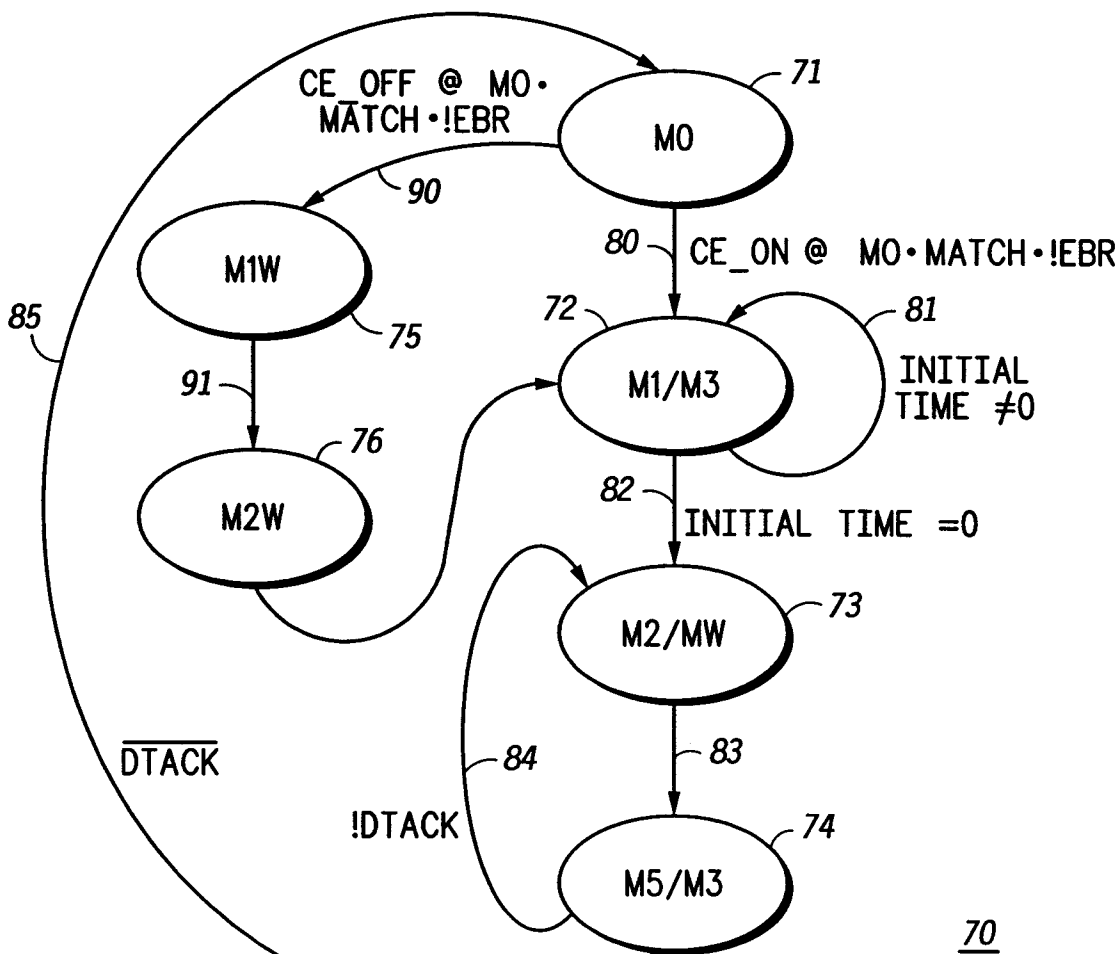 71
CE_OFF @ MO·
MATCH·!EBR
MO
90
80
CE_ON @ MO·MATCH·!EBR
M1W
85
75
72
81
M1/M3
INITIAL
TIME ≠0
91
76
82
M2W
INITIAL TIME =0
73
M2/MW
DTACK
84
83
!DTACK
74
M5/M3
70